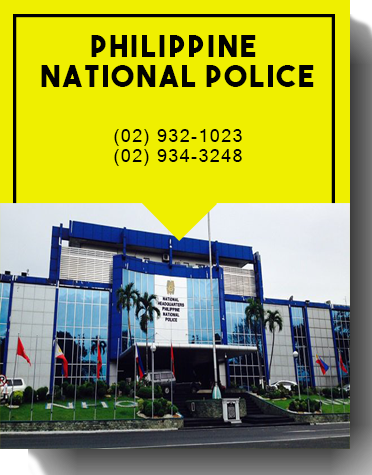 PHILIPPINE
NATIONAL POLICE
(02) 932-1023
(02) 934-3248
NATIONAL
HEADQUARTERS
PHILIPPINE
NATIONAL
POLICE